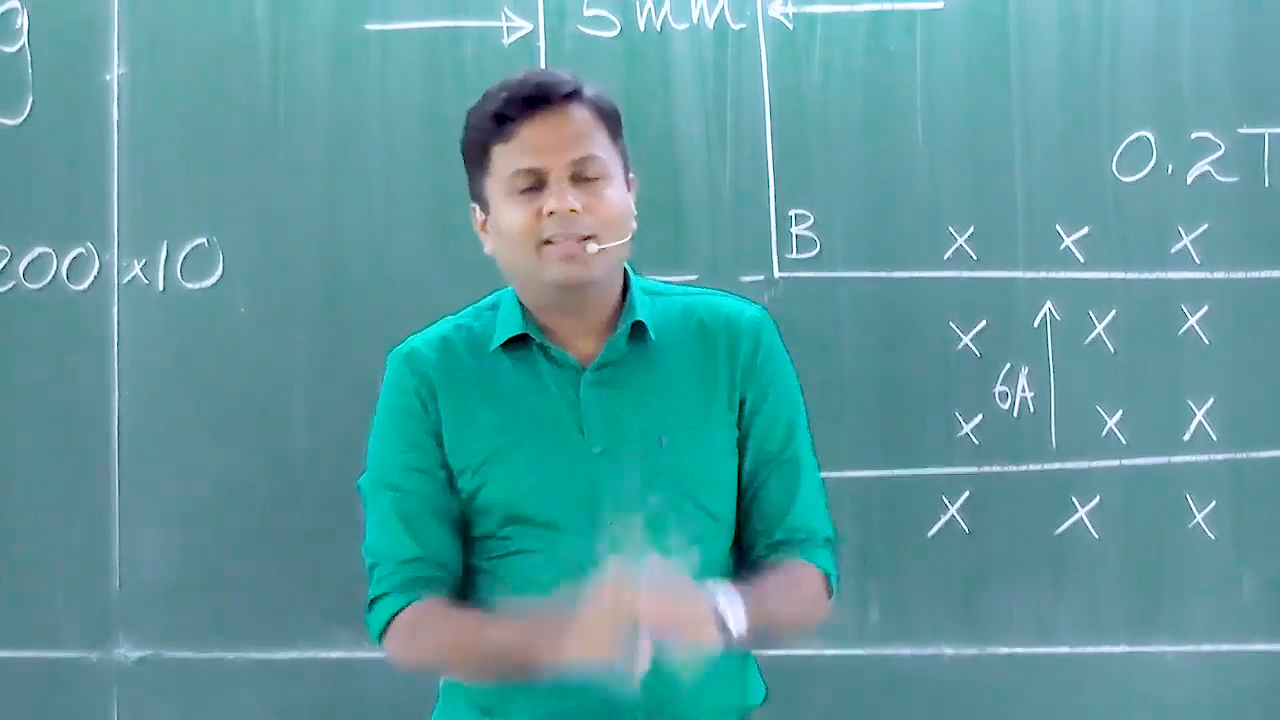 g
5 mm
0.2T
B × × ×
200 × 10
× × ×
6A
× × ×
× × ×